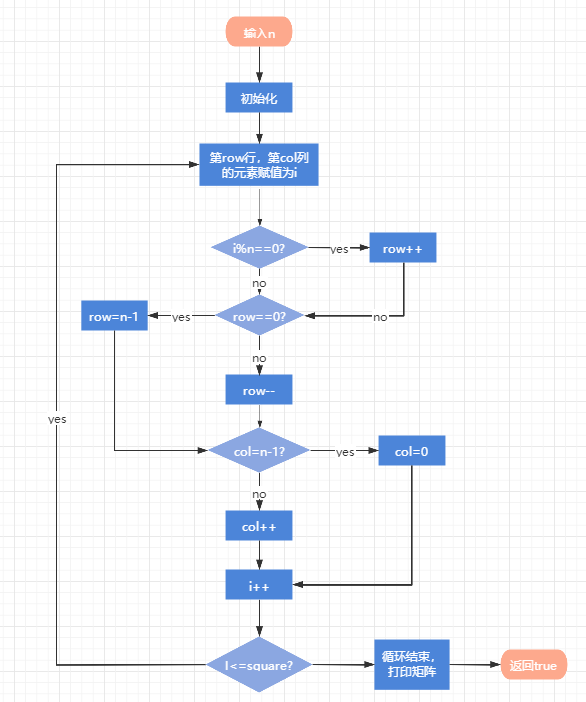 输入n
初始化
第row行，第col列
的元素赋值为i
i%n==0?
yes
row++
no
row=n-1
yes
row==0?
no
no
row--
yes
col=n-1?
yes
col=0
no
col++
i++
I<=square?
循环结束，
打印矩阵
返回true